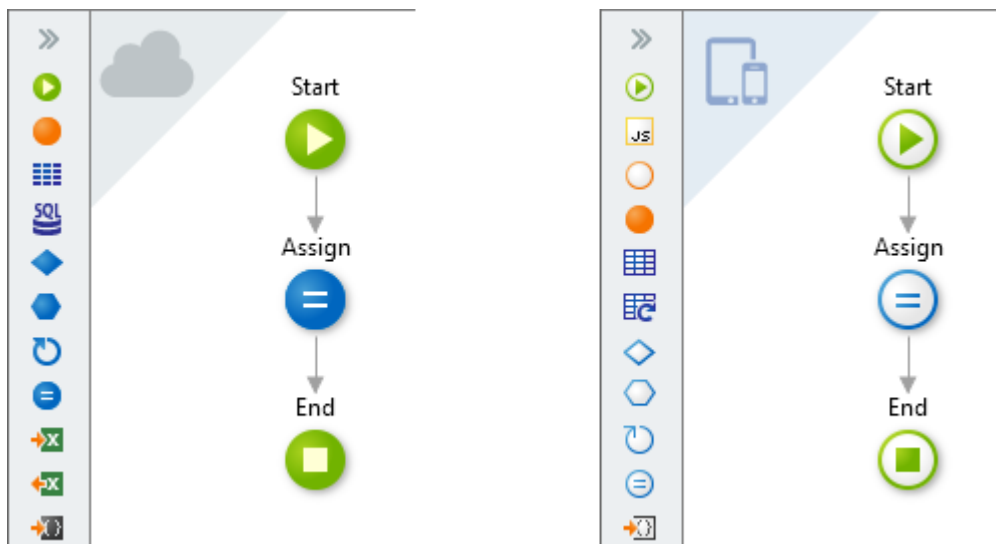 Start
SQL
Assign
X
X
{}
End
Start
JS
Assign
{}
End